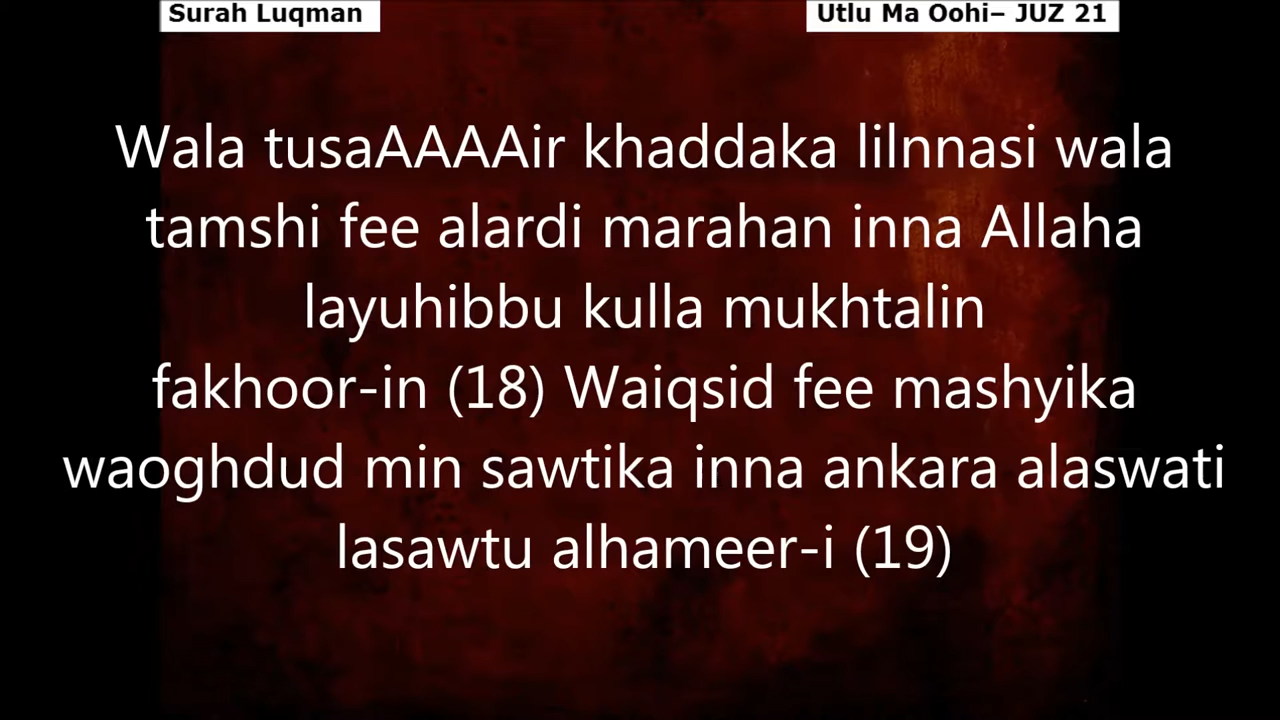 Surah Luqman
Utlu Ma Oohi– JUZ 21
Wala tusaAAAAir khaddaka lilnnasi wala
tamshi fee alardi marahan inna Allaha
layuhibbu kulla mukhtalin
fakhoor-in (18) Waiqsid fee mashyika
waoghdud min sawtika inna ankara alaswati
lasawtu alhameer-i (19)